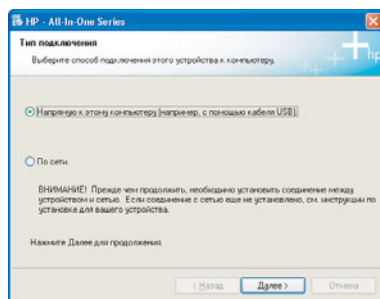 HP - All-In-One Series
Тип подключения
Выберите способ подключения этого устройства к компьютеру.
hp
Напрямую к этому компьютеру (например, с помощью кабеля USB).
По сети.
ВНИМАНИЕ! Прежде чем продолжить, необходимо установить соединение между
устройством и сетью. Если соединение с сетью еще не установлено, см. инструкции по
установке для вашего устройства.
Нажмите Далее для продолжения.
< Назад
Далее >
Отмена